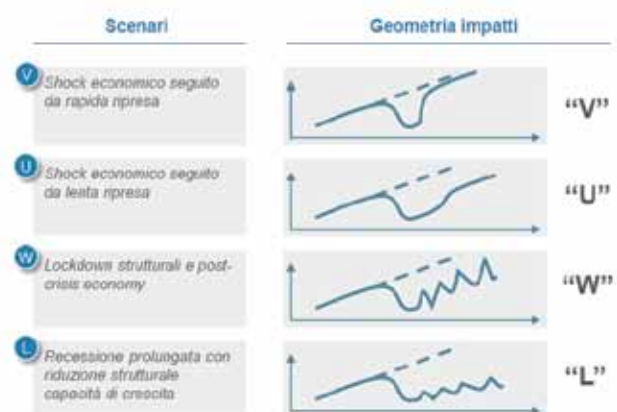 Scenari
Geometria impatti
V
Shock economico seguito
da rapida ripresa
“V”
U
Shock economico seguito
da lenta ripresa
“U”
W
Lockdown strutturali e post-
crisis economy
“W”
L
Recessione prolungata con
riduzione strutturale
capacità di crescita
“L”